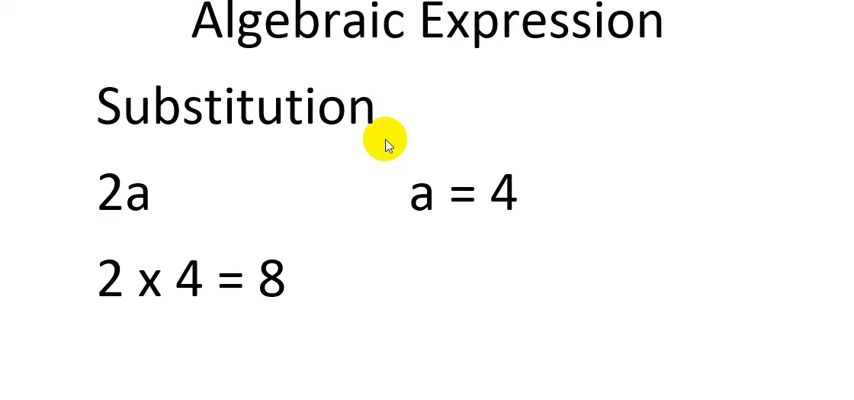 Algebraic Expression
Substitution
2a a = 4
2 x 4 = 8